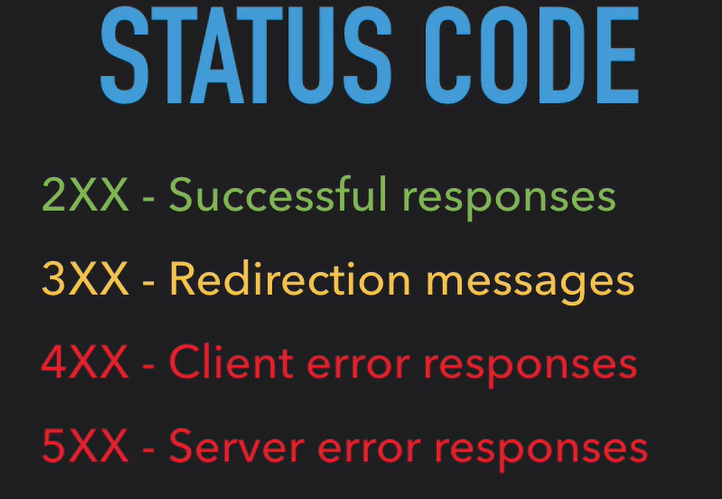 STATUS CODE
2XX - Successful responses
3XX - Redirection messages
4XX - Client error responses
5XX - Server error responses